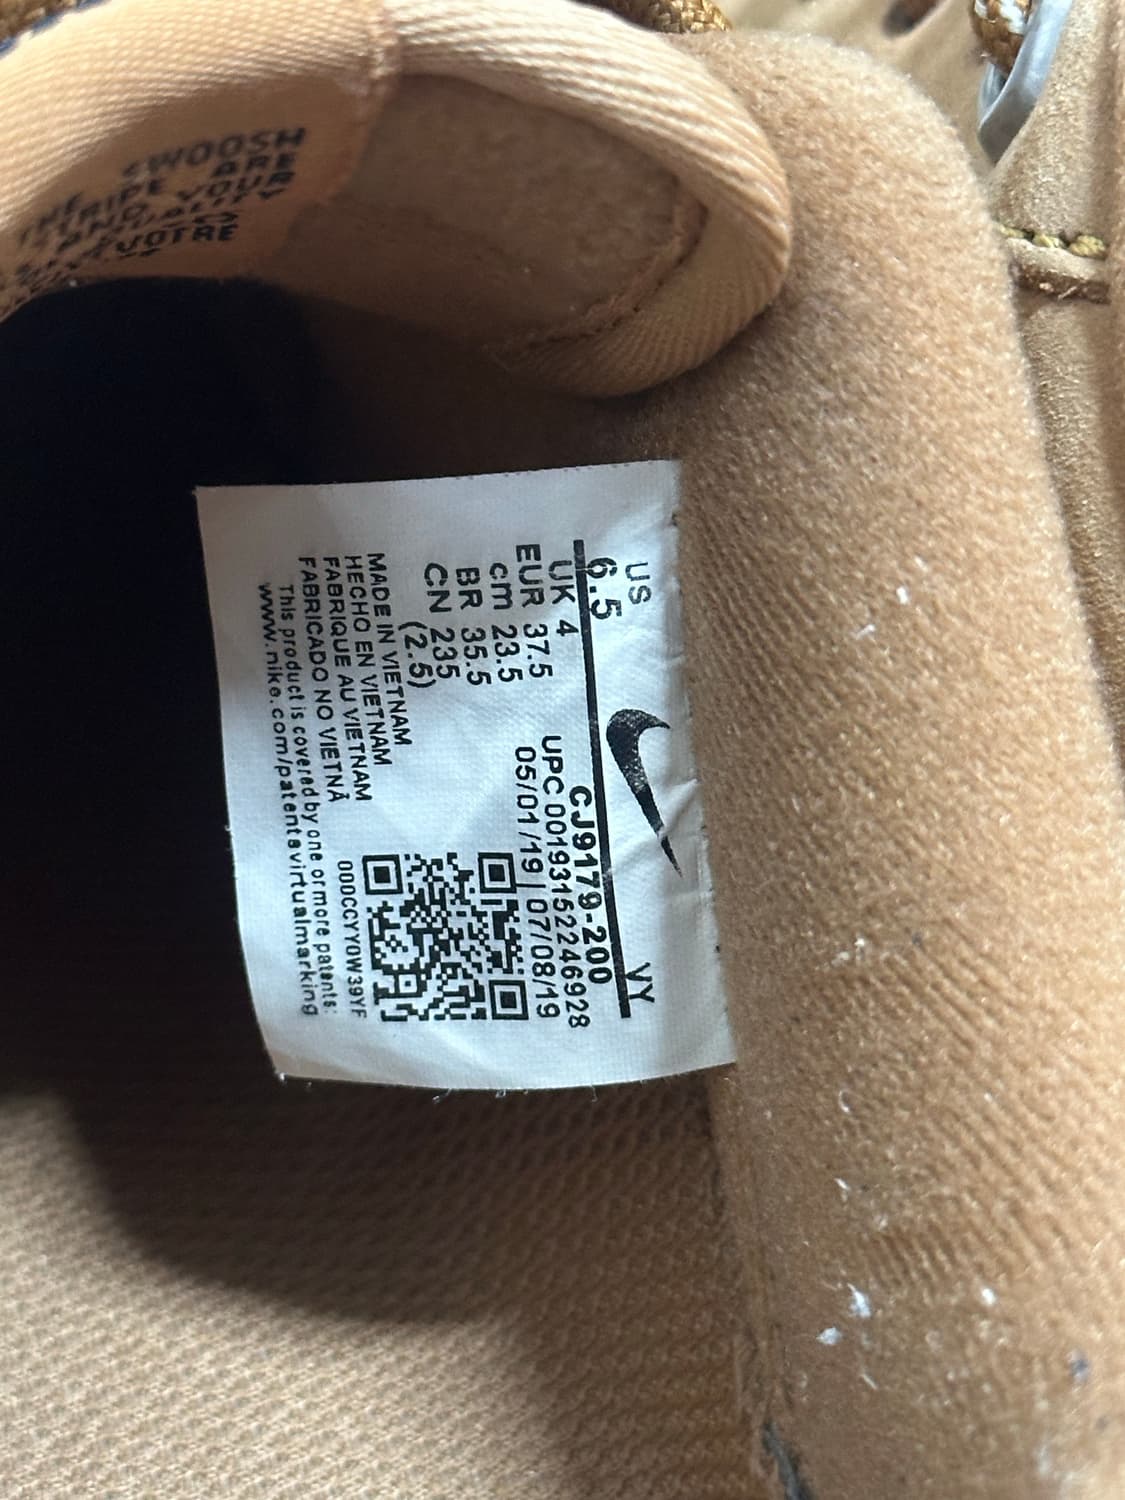 SWOOSH
ARE
US
6.5
VY
UK 4
CJ9179-200
EUR 37.5
UPC 00193152246928
cm 23.5
05/01/19 | 07/08/19
BR 35.5
CN 235
(2.5)
MADE IN VIETNAM
HECHO EN VIETNAM
FABRIQUE AU VIETNAM
000CCYY0W39YF
FABRICADO NO VIETNÃ
This product is covered by one or more patents:
www.nike.com/patentsvirtualmarking